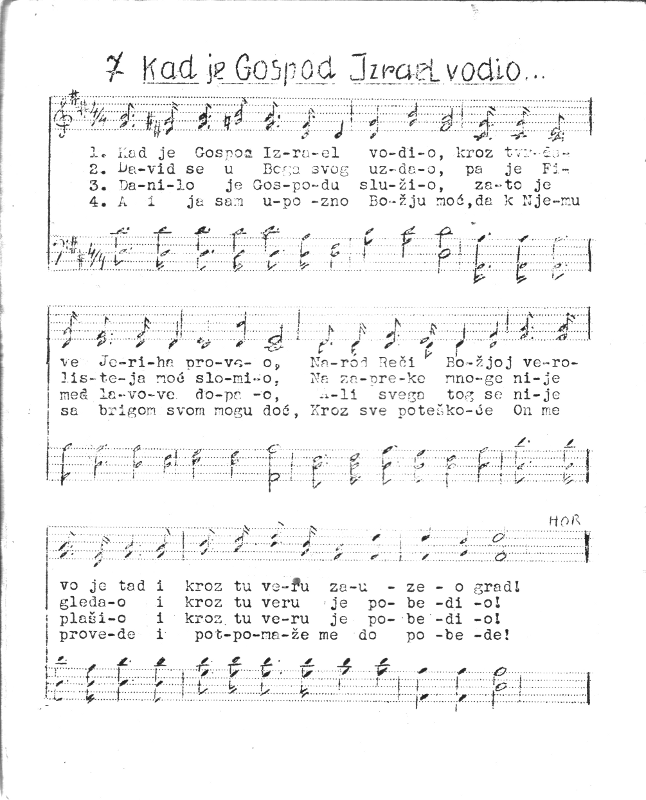 7 Kad je Gospod Izrael vodio...
4/4
1. Kad je Gospod Iz-ra-el vo-di-o, kroz
2. Da-vid se u Boga svog uz-da-o, pa je Fi-
3. Da-ni-lo je Gos-po-du slu-ži-o, za-to je
4. A i ja sam u-po-zno Bo-žju moć,da k Nje-mu
4/4
ve Je-ri-ha pro-ve-o, Na-rod Reči Bo-žjoj ve-ro-
lis-te-ja moć slo-mi-o, Na za-pre-ke mno-ge ni-je
med la-vo-ve do-pa-o, A-li svega tog se ni-je
sa brigom svom mogu doć, Kroz sve poteško-će On me
HOR
vo je tad i kroz tu ve-ru za-u - ze - o grad!
gleda-o i kroz tu veru je po- be -di -o!
plaši-o i kroz tu ve-ru je po- be -di -o!
prove-de i pot-po-ma-že me do po -be -de!